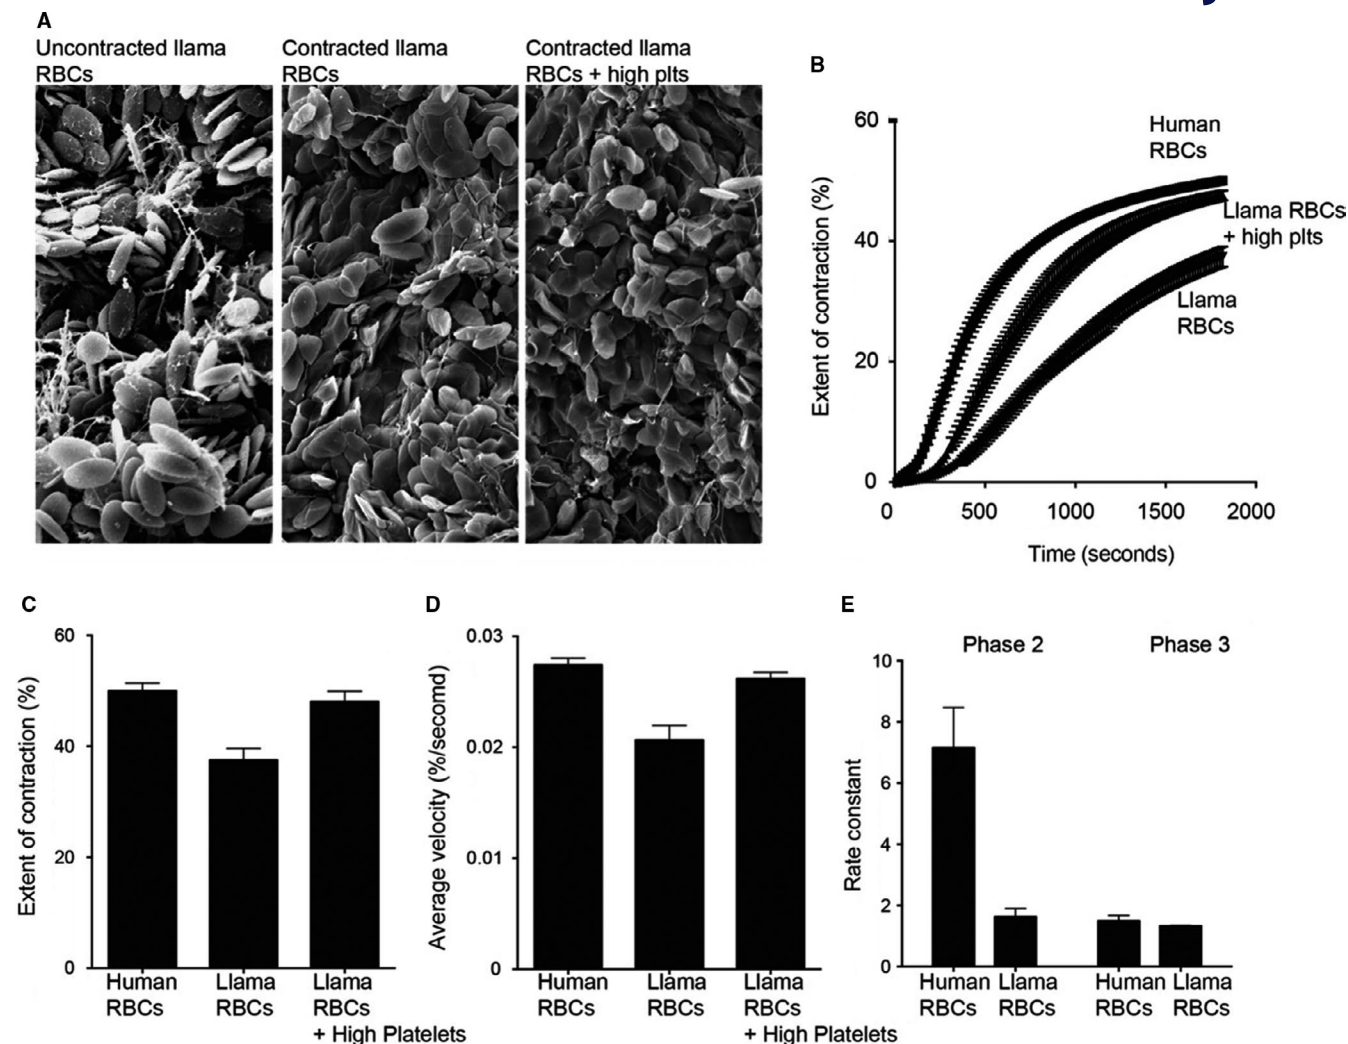 A
Uncontracted llama
RBCs
Contracted llama
RBCs
Contracted llama
RBCs + high plts
B
60
40
20
0
Extent of contraction (%)
Human
RBCs
Llama RBCs
+ high plts
Llama
RBCs
0 500 1000 1500 2000
Time (seconds)
C
60
40
20
0
Extent of contraction (%)
Human
RBCs
Llama
RBCs
Llama
RBCs
+ High Platelets
D
0.03
0.02
0.01
0
Average velocity (%/secomd)
Human
RBCs
Llama
RBCs
Llama
RBCs
+ High Platelets
E
Phase 2 Phase 3
10
8
6
4
2
0
Rate constant
Human
RBCs
Llama
RBCs
Human
RBCs
Llama
RBCs